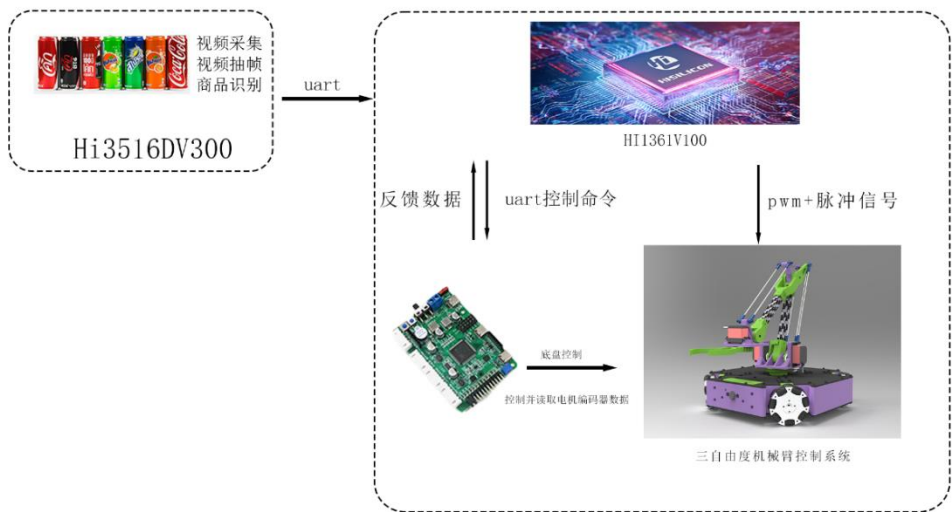 视频采集
视频抽帧
商品识别
Hi3516DV300
uart
HISILICON
HI1361V100
反馈数据
uart控制命令
pwm+脉冲信号
底盘控制
控制并读取电机编码器数据
三自由度机械臂控制系统